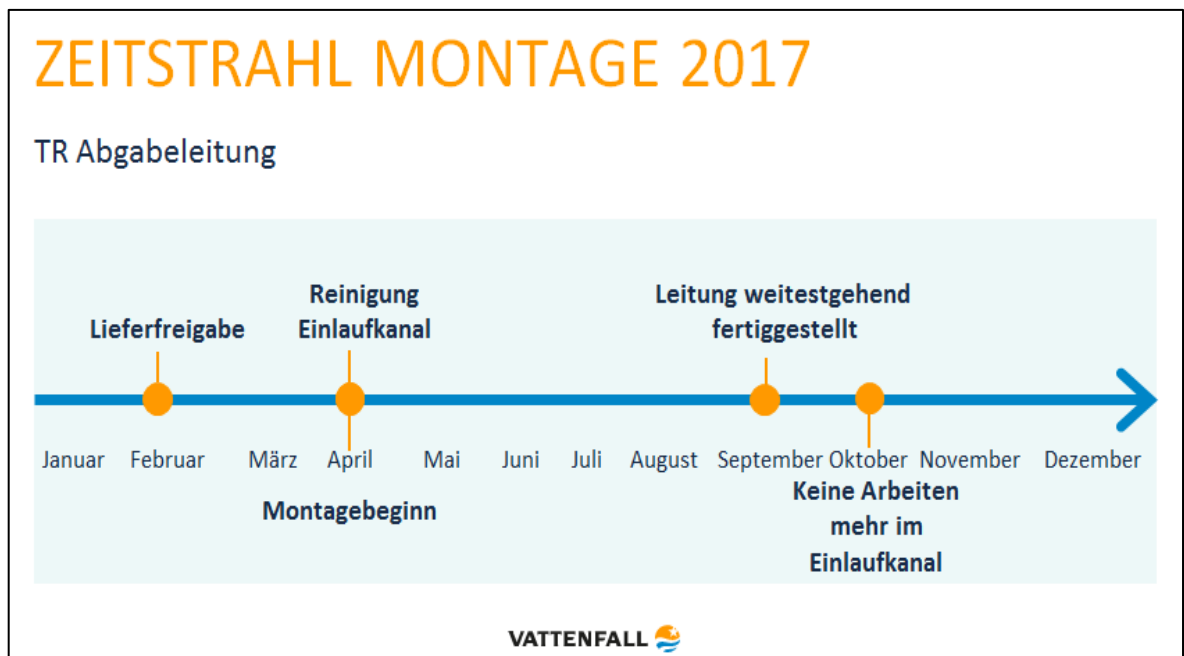 ZEITSTRAHL MONTAGE 2017
TR Abgabeleitung
Reinigung
Einlaufkanal
Lieferfreigabe
Leitung weitestgehend
fertiggestellt
Januar Februar März April Mai Juni Juli August September Oktober November Dezember
Montagebeginn
Keine Arbeiten
mehr im
Einlaufkanal
VATTENFALL